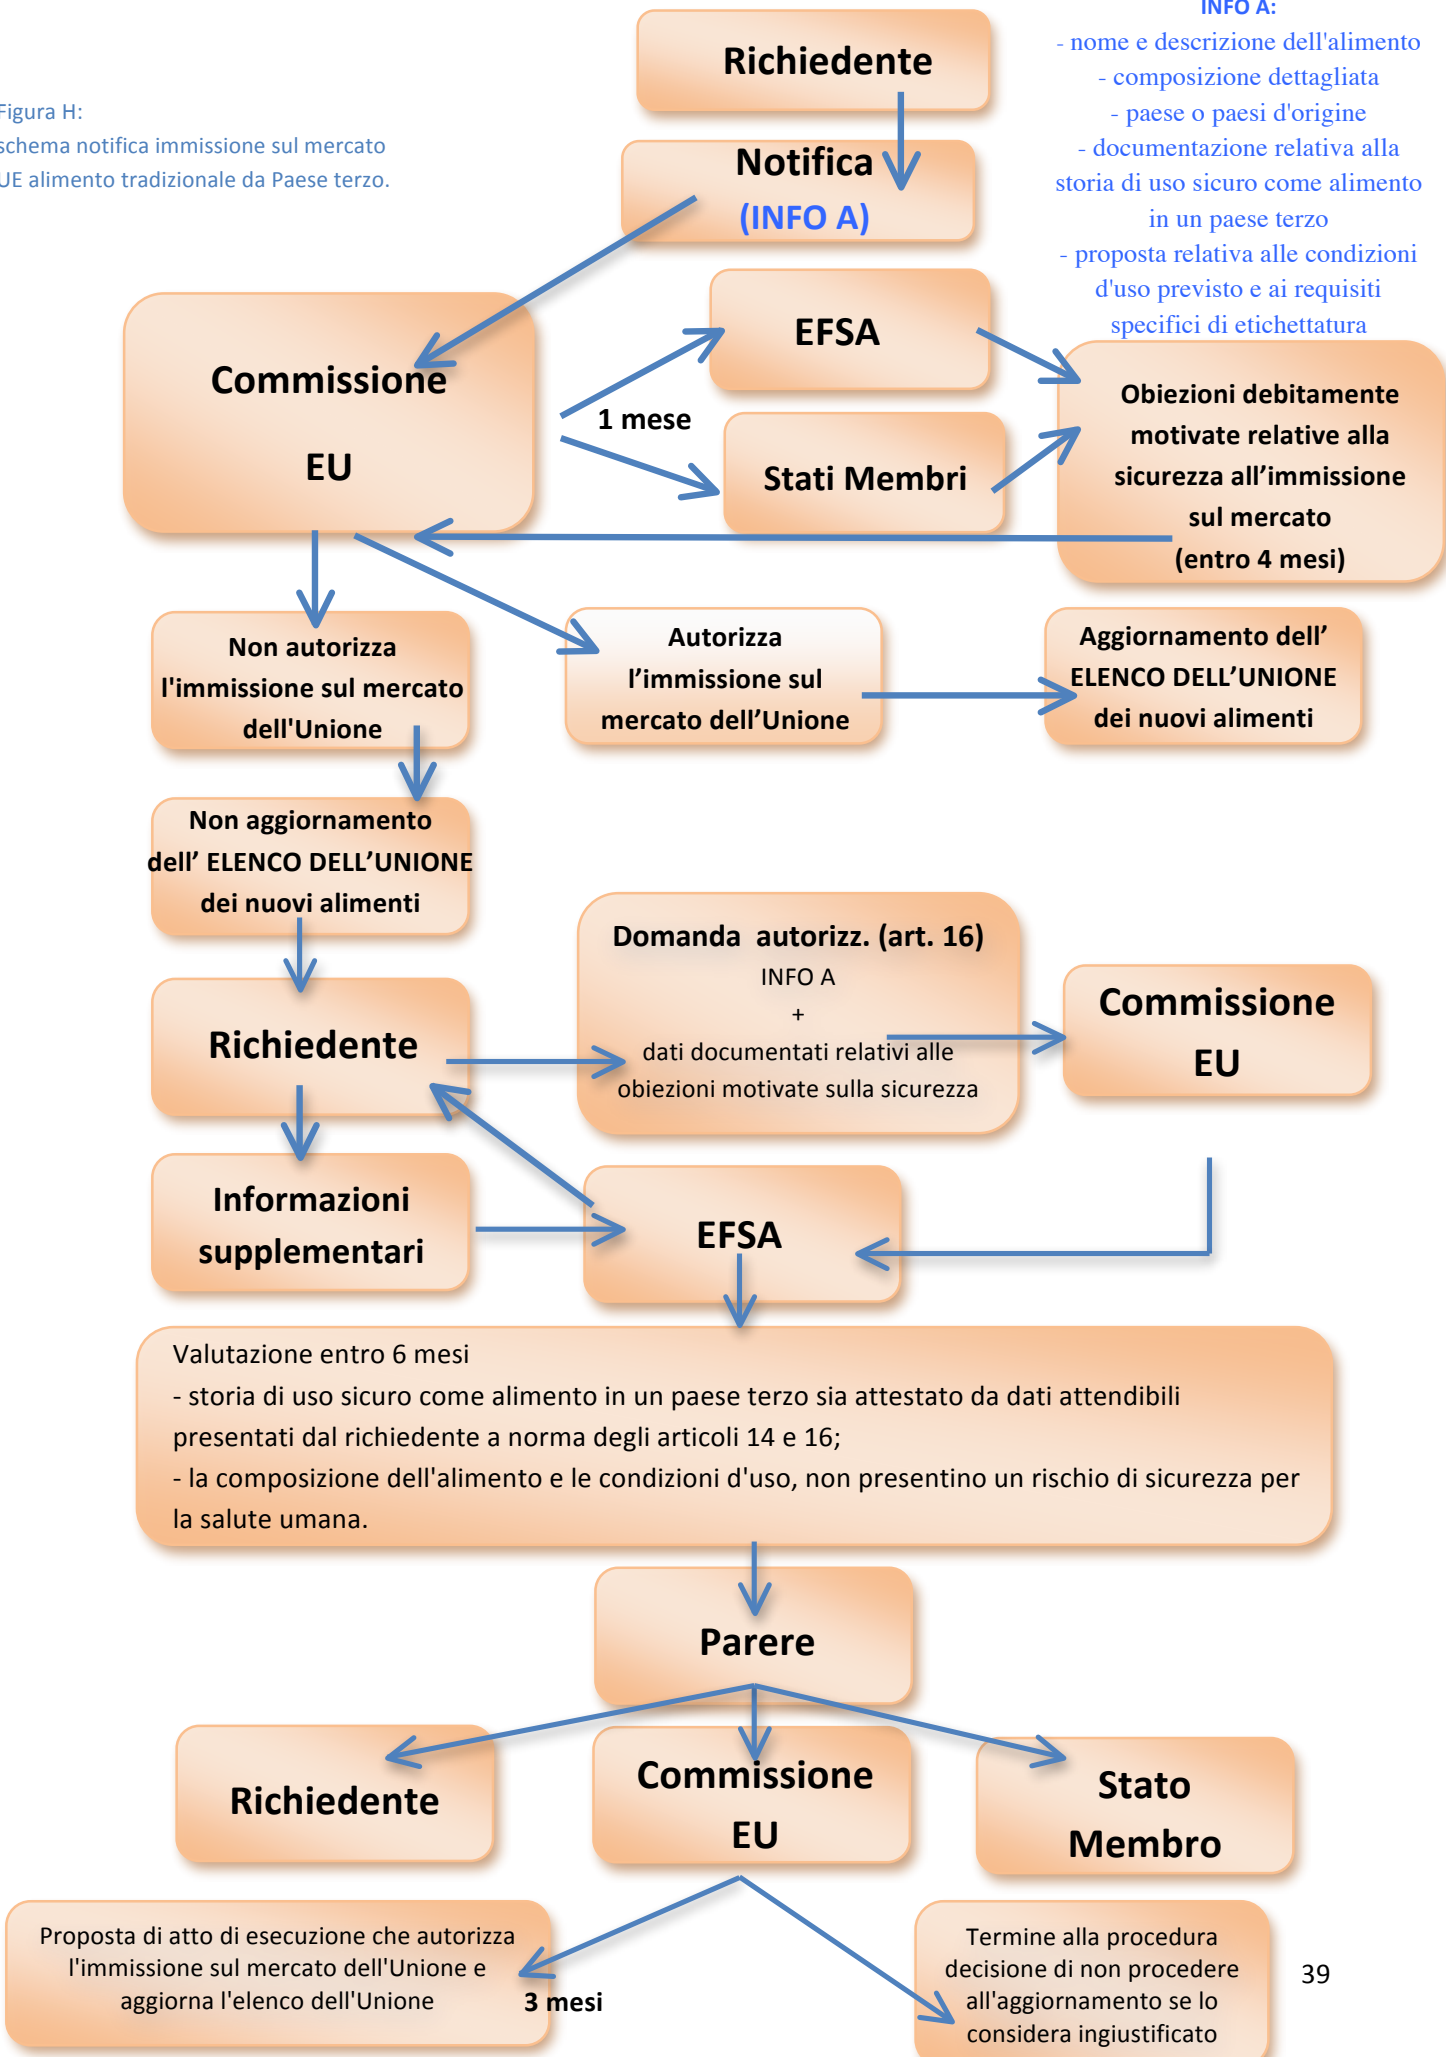 INFO A:
- nome e descrizione dell'alimento
- composizione dettagliata
- paese o paesi d'origine
- documentazione relativa alla
storia di uso sicuro come alimento
in un paese terzo
- proposta relativa alle condizioni
d'uso previsto e ai requisiti
specifici di etichettatura
Richiedente
Figura H:
schema notifica immissione sul mercato
UE alimento tradizionale da Paese terzo.
Notifica
(INFO A)
Commissione
EU
EFSA
1 mese
Stati Membri
Obiezioni debitamente
motivate relative alla
sicurezza all’immissione
sul mercato
(entro 4 mesi)
Non autorizza
l'immissione sul mercato
dell'Unione
Autorizza
l’immissione sul
mercato dell’Unione
Aggiornamento dell’
ELENCO DELL’UNIONE
dei nuovi alimenti
Non aggiornamento
dell’ ELENCO DELL’UNIONE
dei nuovi alimenti
Richiedente
Domanda autorizz. (art. 16)
INFO A
+
dati documentati relativi alle
obiezioni motivate sulla sicurezza
Commissione
EU
Informazioni
supplementari
EFSA
Valutazione entro 6 mesi
- storia di uso sicuro come alimento in un paese terzo sia attestato da dati attendibili
presentati dal richiedente a norma degli articoli 14 e 16;
- la composizione dell'alimento e le condizioni d'uso, non presentino un rischio di sicurezza per
la salute umana.
Parere
Richiedente
Commissione
EU
Stato
Membro
Proposta di atto di esecuzione che autorizza
l'immissione sul mercato dell'Unione e
aggiorna l'elenco dell'Unione
3 mesi
Termine alla procedura
decisione di non procedere
all'aggiornamento se lo
considera ingiustificato
39